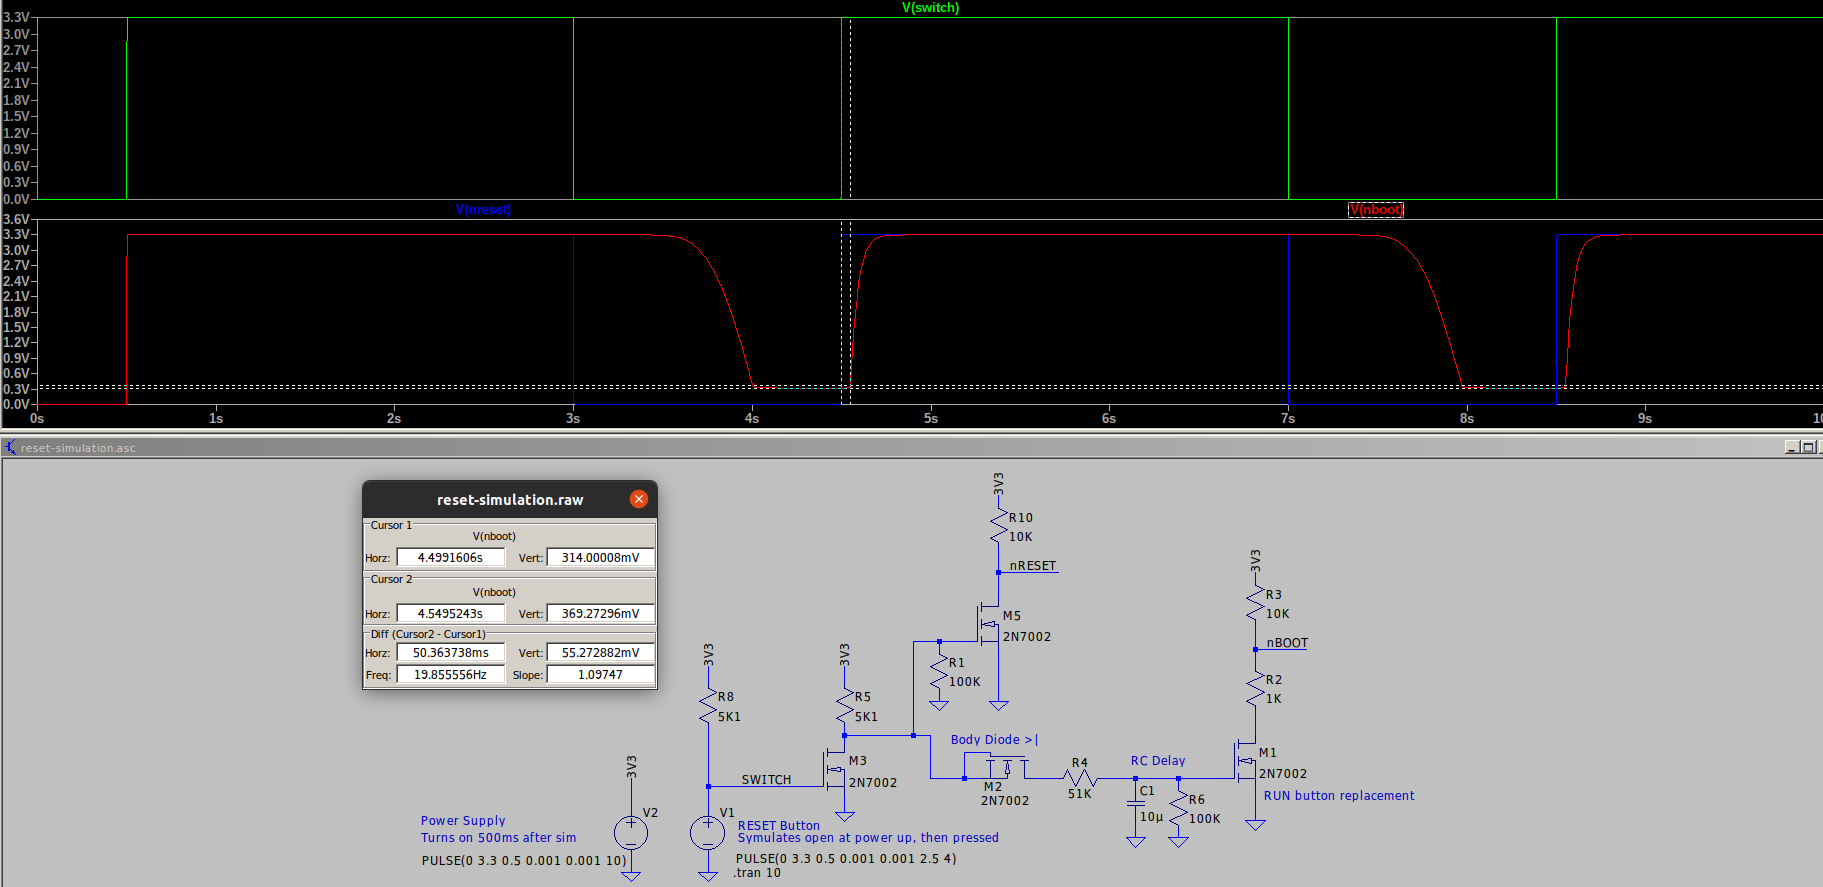 V(switch)
3.3V
3.0V
2.7V
2.4V
2.1V
1.8V
1.5V
1.2V
0.9V
0.6V
0.3V
0.0V
V(nreset)
V(nboot)
3.6V
3.3V
3.0V
2.7V
2.4V
2.1V
1.8V
1.5V
1.2V
0.9V
0.6V
0.3V
0.0V
0s 1s 2s 3s 4s 5s 6s 7s 8s 9s 10
reset-simulation.asc
reset-simulation.raw
Cursor 1
V(nboot)
Horz: 4.4991606s Vert: 314.00008mV
Cursor 2
V(nboot)
Horz: 4.5495243s Vert: 369.27296mV
Diff (Cursor2 - Cursor1)
Horz: 50.363738ms Vert: 55.272882mV
Freq: 19.855556Hz Slope: 1.09747
3V3
R10
10K
nRESET
M5
2N7002
R1
100K
3V3
R3
10K
nBOOT
R2
1K
M1
2N7002
RUN button replacement
3V3
R8
5K1
3V3
R5
5K1
SWITCH
M3
2N7002
Body Diode >|
M2
2N7002
R4
51K
RC Delay
C1
10µ
R6
100K
3V3
V2
Power Supply
Turns on 500ms after sim
PULSE(0 3.3 0.5 0.001 0.001 10)
V1
RESET Button
Symulates open at power up, then pressed
PULSE(0 3.3 0.5 0.001 0.001 2.5 4)
.tran 10